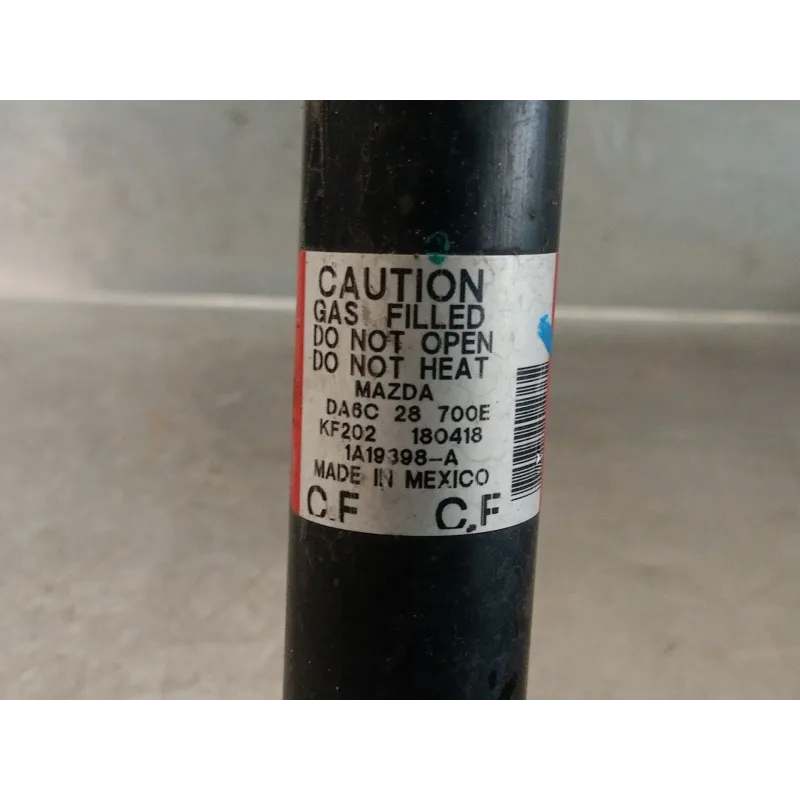 CAUTION
GAS FILLED
DO NOT OPEN
DO NOT HEAT
MAZDA
DA6C 28 700E
KF202 180418
1A19398-A
MADE IN MEXICO
C.F C.F